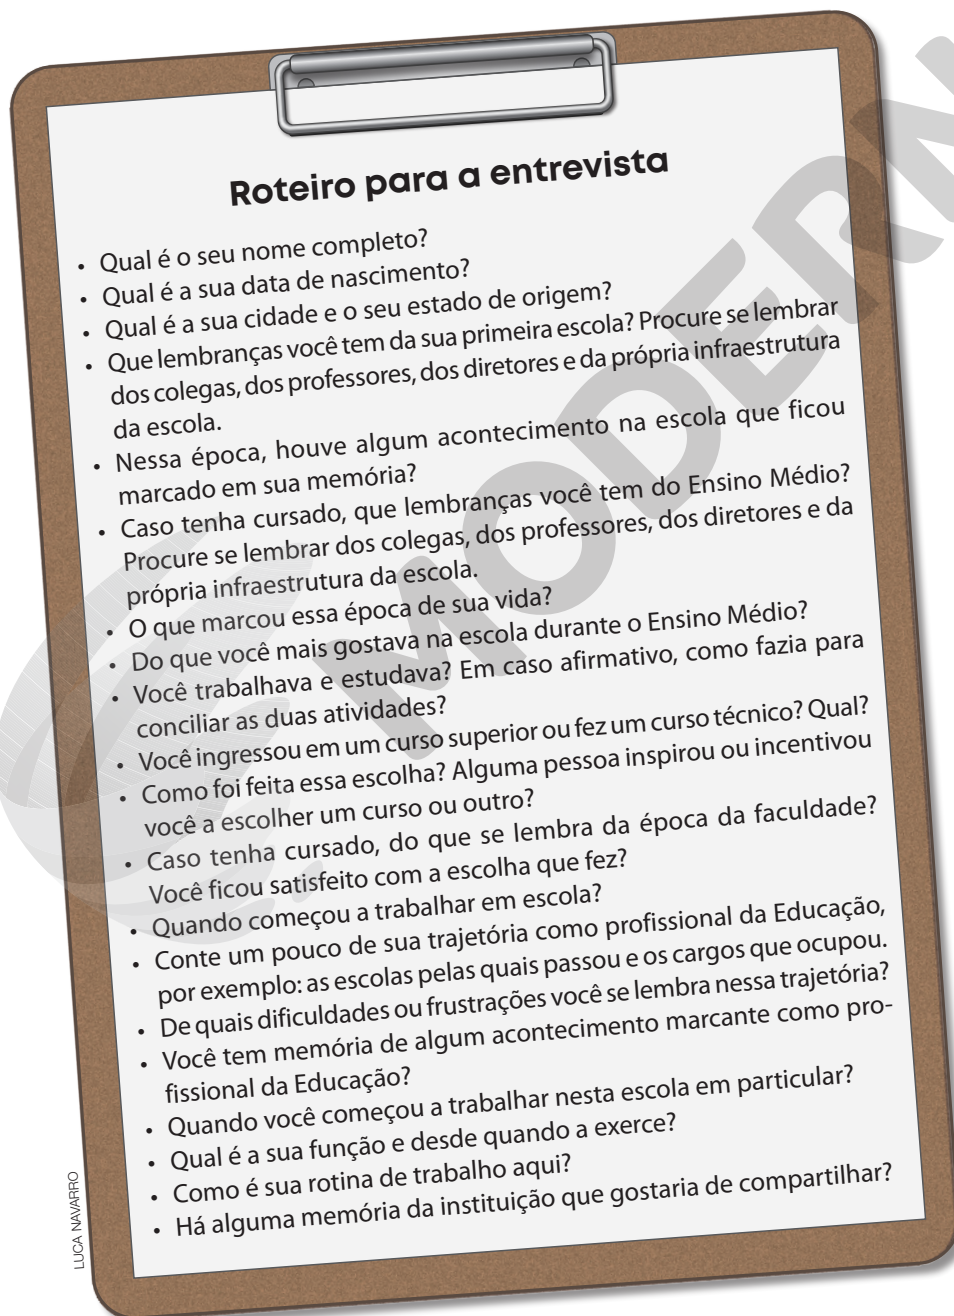 Roteiro para a entrevista
• Qual é o seu nome completo?
• Qual é a sua data de nascimento?
• Qual é a sua cidade e o seu estado de origem?
• Que lembranças você tem da sua primeira escola? Procure se lembrar
dos colegas, dos professores, dos diretores e da própria infraestrutura
da escola.
• Nessa época, houve algum acontecimento na escola que ficou
marcado em sua memória?
• Caso tenha cursado, que lembranças você tem do Ensino Médio?
Procure se lembrar dos colegas, dos professores, dos diretores e da
própria infraestrutura da escola.
• O que marcou essa época de sua vida?
• Do que você mais gostava na escola durante o Ensino Médio?
• Você trabalhava e estudava? Em caso afirmativo, como fazia para
conciliar as duas atividades?
• Você ingressou em um curso superior ou fez um curso técnico? Qual?
• Como foi feita essa escolha? Alguma pessoa inspirou ou incentivou
você a escolher um curso ou outro?
• Caso tenha cursado, do que se lembra da época da faculdade?
Você ficou satisfeito com a escolha que fez?
• Quando começou a trabalhar em escola?
• Conte um pouco de sua trajetória como profissional da Educação,
por exemplo: as escolas pelas quais passou e os cargos que ocupou.
• De quais dificuldades ou frustrações você se lembra nessa trajetória?
• Você tem memória de algum acontecimento marcante como pro-
fissional da Educação?
• Quando você começou a trabalhar nesta escola em particular?
• Qual é a sua função e desde quando a exerce?
• Como é sua rotina de trabalho aqui?
• Há alguma memória da instituição que gostaria de compartilhar?
LUCA NAVARRO
MODERN